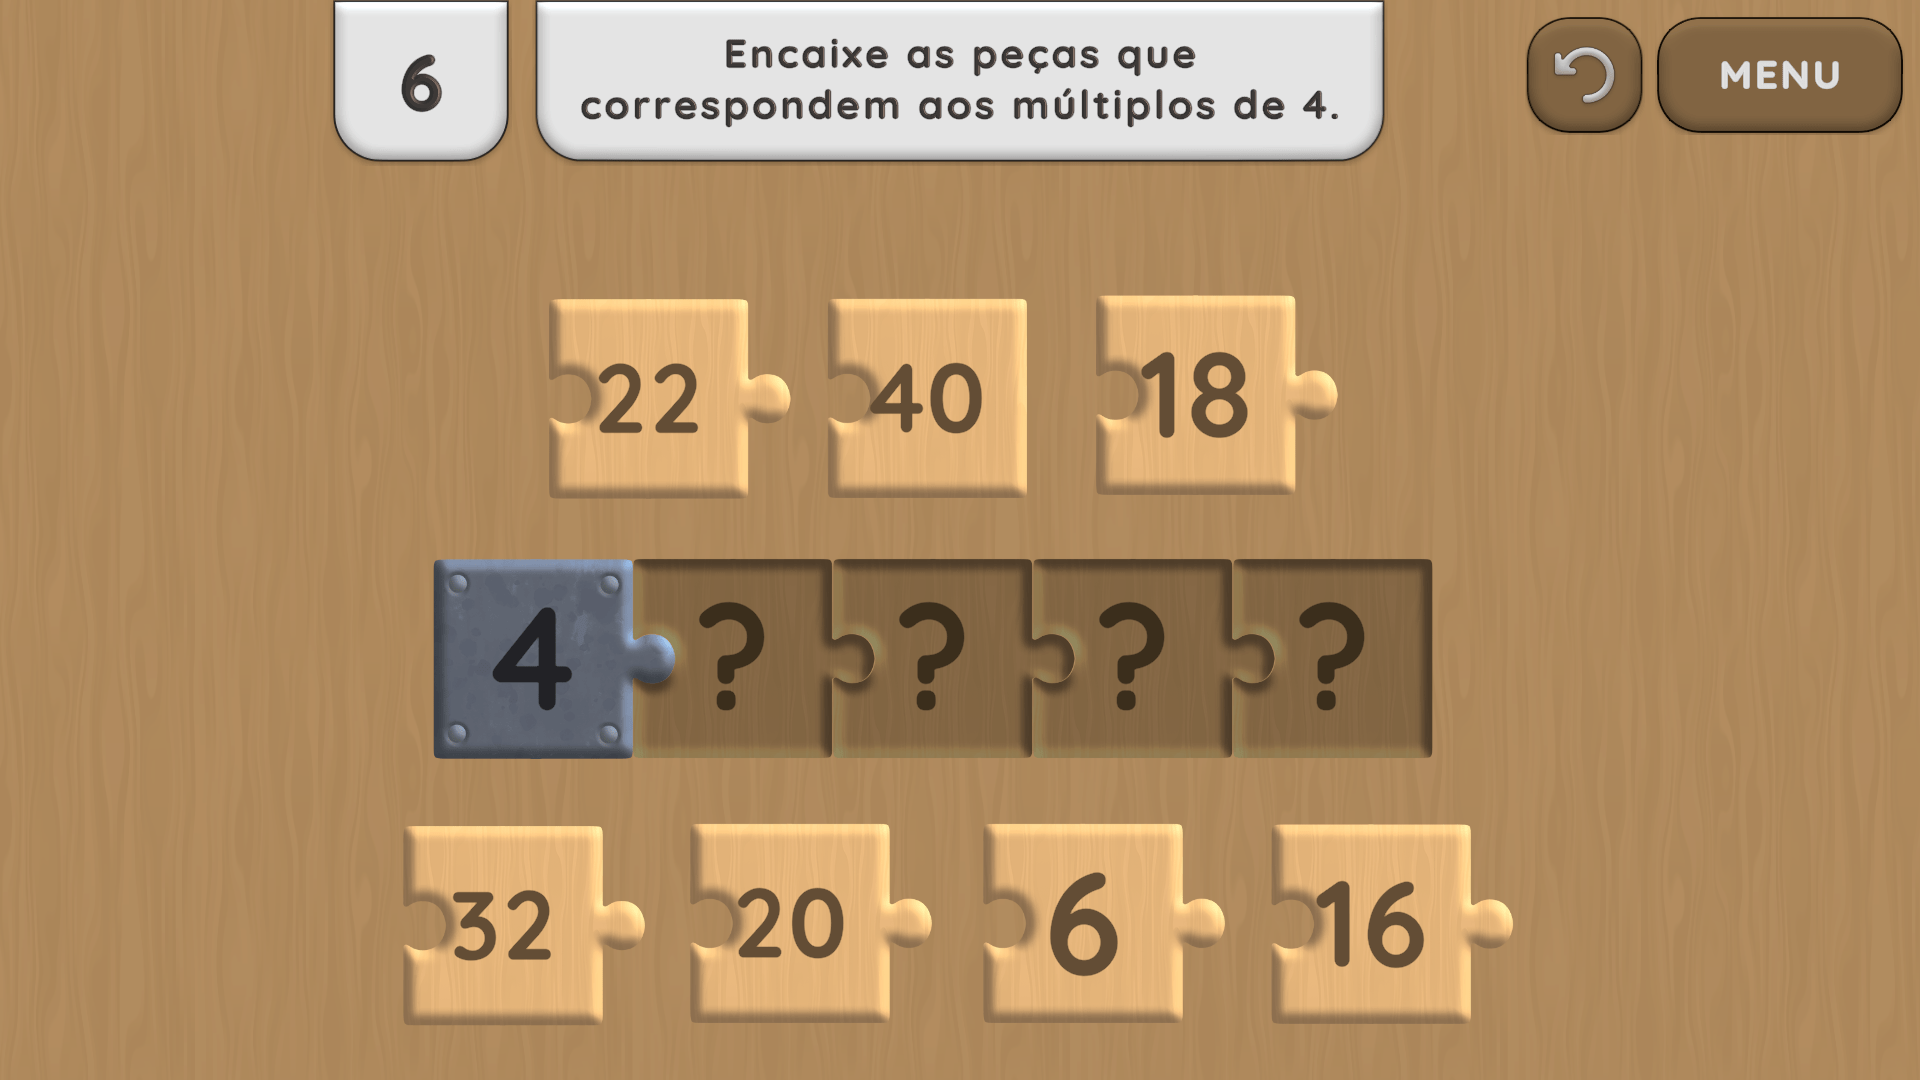 6
Encaixe as peças que
correspondem aos múltiplos de 4.
MENU
22 40 18
4 ? ? ? ?
32 20 6 16